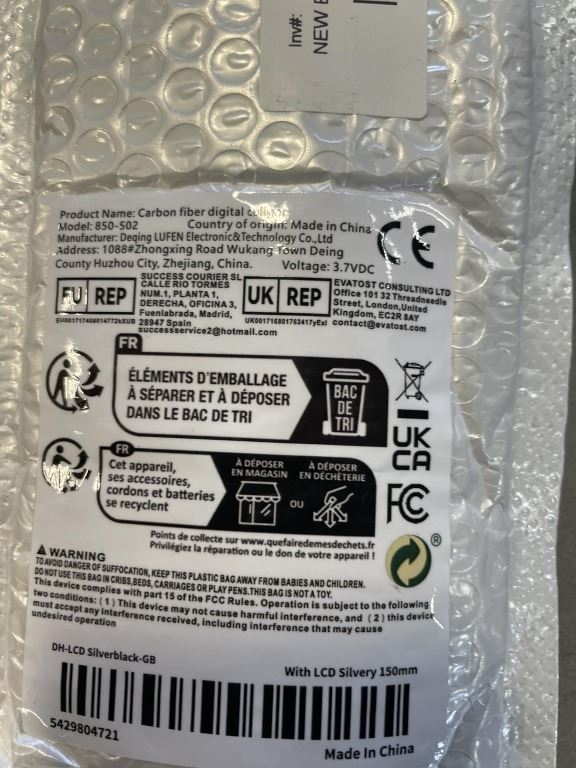 Inv#:
NEW
Product Name: Carbon fiber digital
Model: 850-502 Country of origin: Made in China
Manufacturer: Deqing LUFEN Electronic&Technology Co.,Ltd
Address: 1088#Zhongxing Road Wukang Town Deing
County Huzhou City, Zhejiang, China. Voltage: 3.7VDC
CE
EU REP
SUCCESS COURIER SL
CALLE RIO TORMES
NUM.1, PLANTA 1,
DERECHA, OFICINA 3,
Fuenlabrada, Madrid,
28947 Spain
successservice2@hotmail.com
UK REP
EVATOST CONSULTING LTD
Office 101 32 Threadneedle
Street, London,United
Kingdom, EC2R 8AY
contact@evatost.com
FR
ÉLÉMENTS D'EMBALLAGE
À SÉPARER ET À DÉPOSER
DANS LE BAC DE TRI
BAC
DE
TRI
UK
CA
FR
Cet appareil,
ses accessoires,
cordons et batteries
se recyclent
À DÉPOSER
EN MAGASIN
OU
À DÉPOSER
EN DÉCHÈTERIE
FC
Points de collecte sur www.quefairedemesdechets.fr
Privilégiez la réparation ou le don de votre appareil !
®
WARNING
TO AVOID DANGER OF SUFFOCATION, KEEP THIS PLASTIC BAG AWAY FROM BABIES AND CHILDREN.
DO NOT USE THIS BAG IN CRIBS,BEDS, CARRIAGES OR PLAY PENS.THIS BAG IS NOT A TOY.
This device complies with part 15 of the FCC Rules. Operation is subject to the following
two conditions: ( 1 ) This device may not cause harmful interference, and ( 2 ) this device
must accept any interference received, including interference that may cause
undesired operation
DH-LCD Silverblack-GB
With LCD Silvery 150mm
5429804721
Made In China